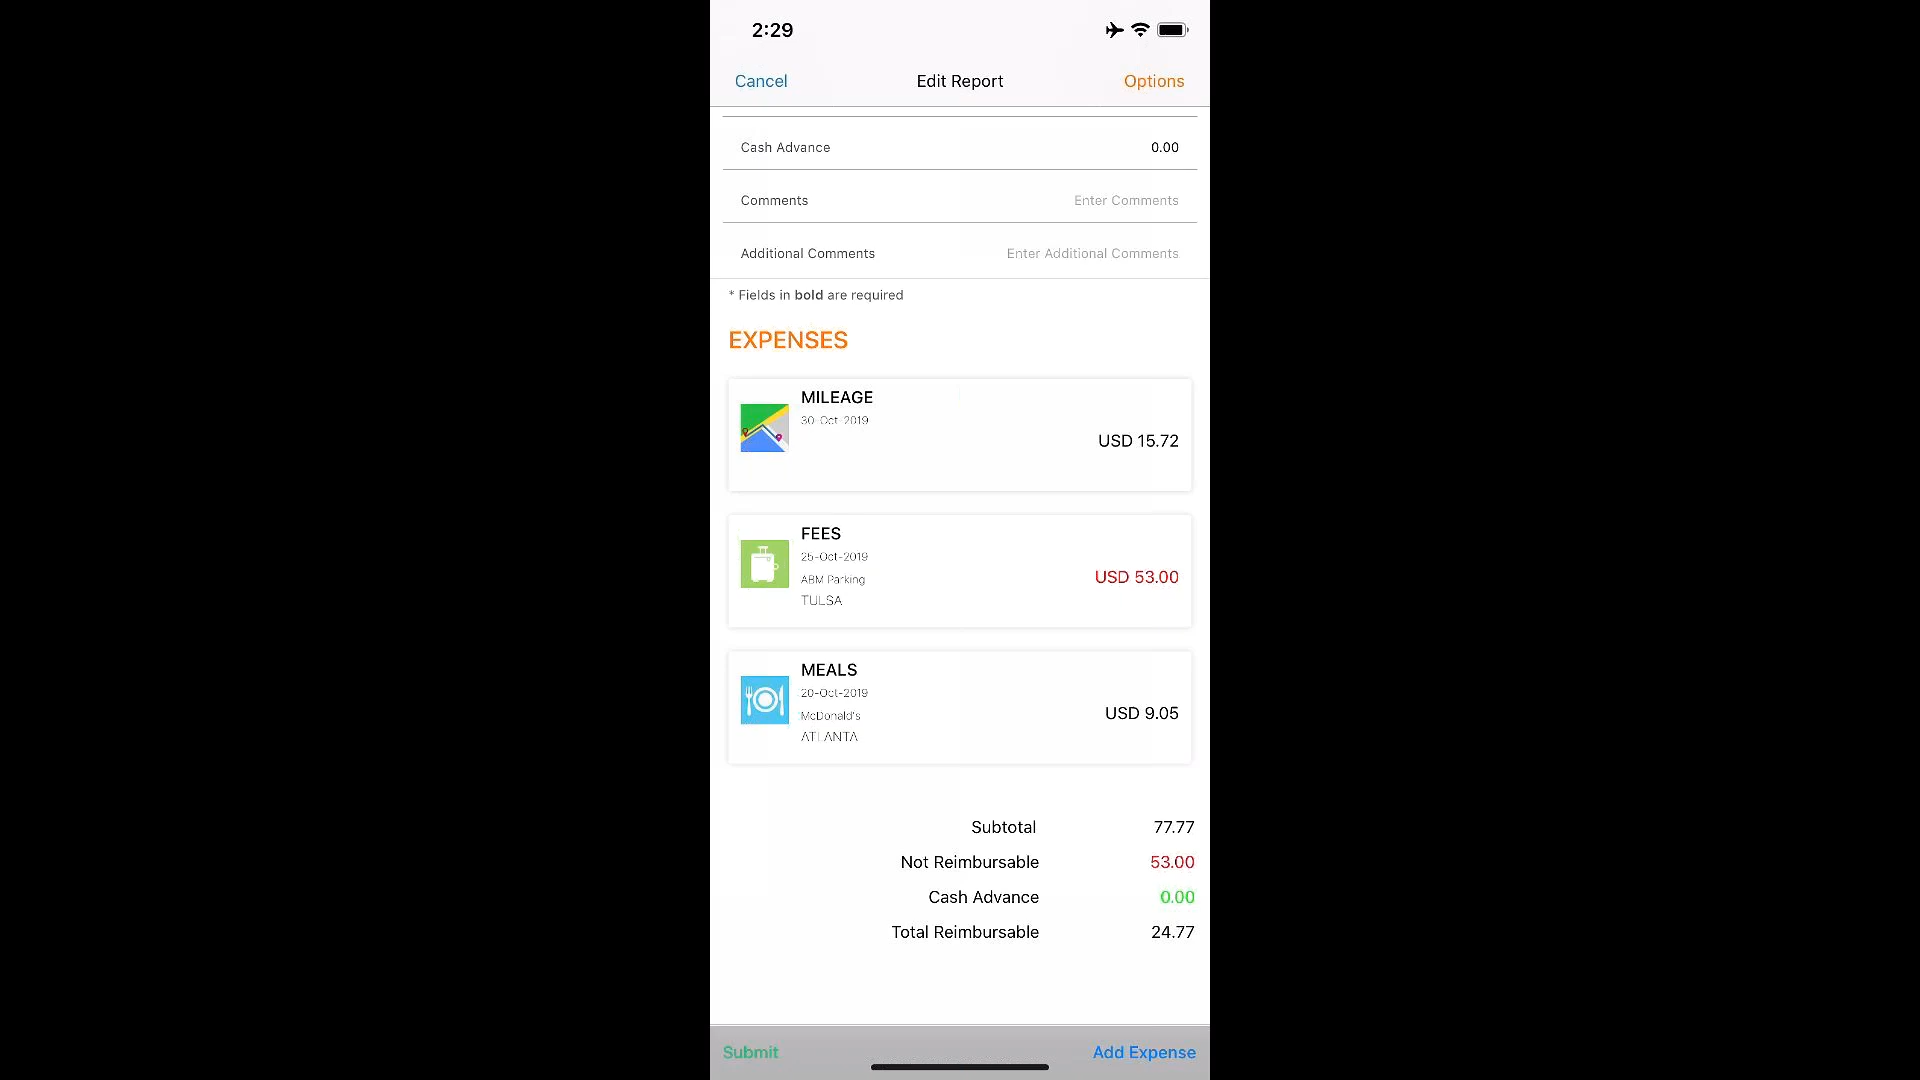 2:29
Cancel Edit Report Options
Cash Advance 0.00
Comments Enter Comments
Additional Comments Enter Additional Comments
* Fields in bold are required
EXPENSES
MILEAGE
30-Oct-2019
USD 15.72
FEES
25-Oct-2019
USD 53.00
ABM Parking
TULSA
MEALS
20-Oct-2019
USD 9.05
McDonald's
ATLANTA
Subtotal 77.77
Not Reimbursable 53.00
Cash Advance 0.00
Total Reimbursable 24.77
Submit Add Expense